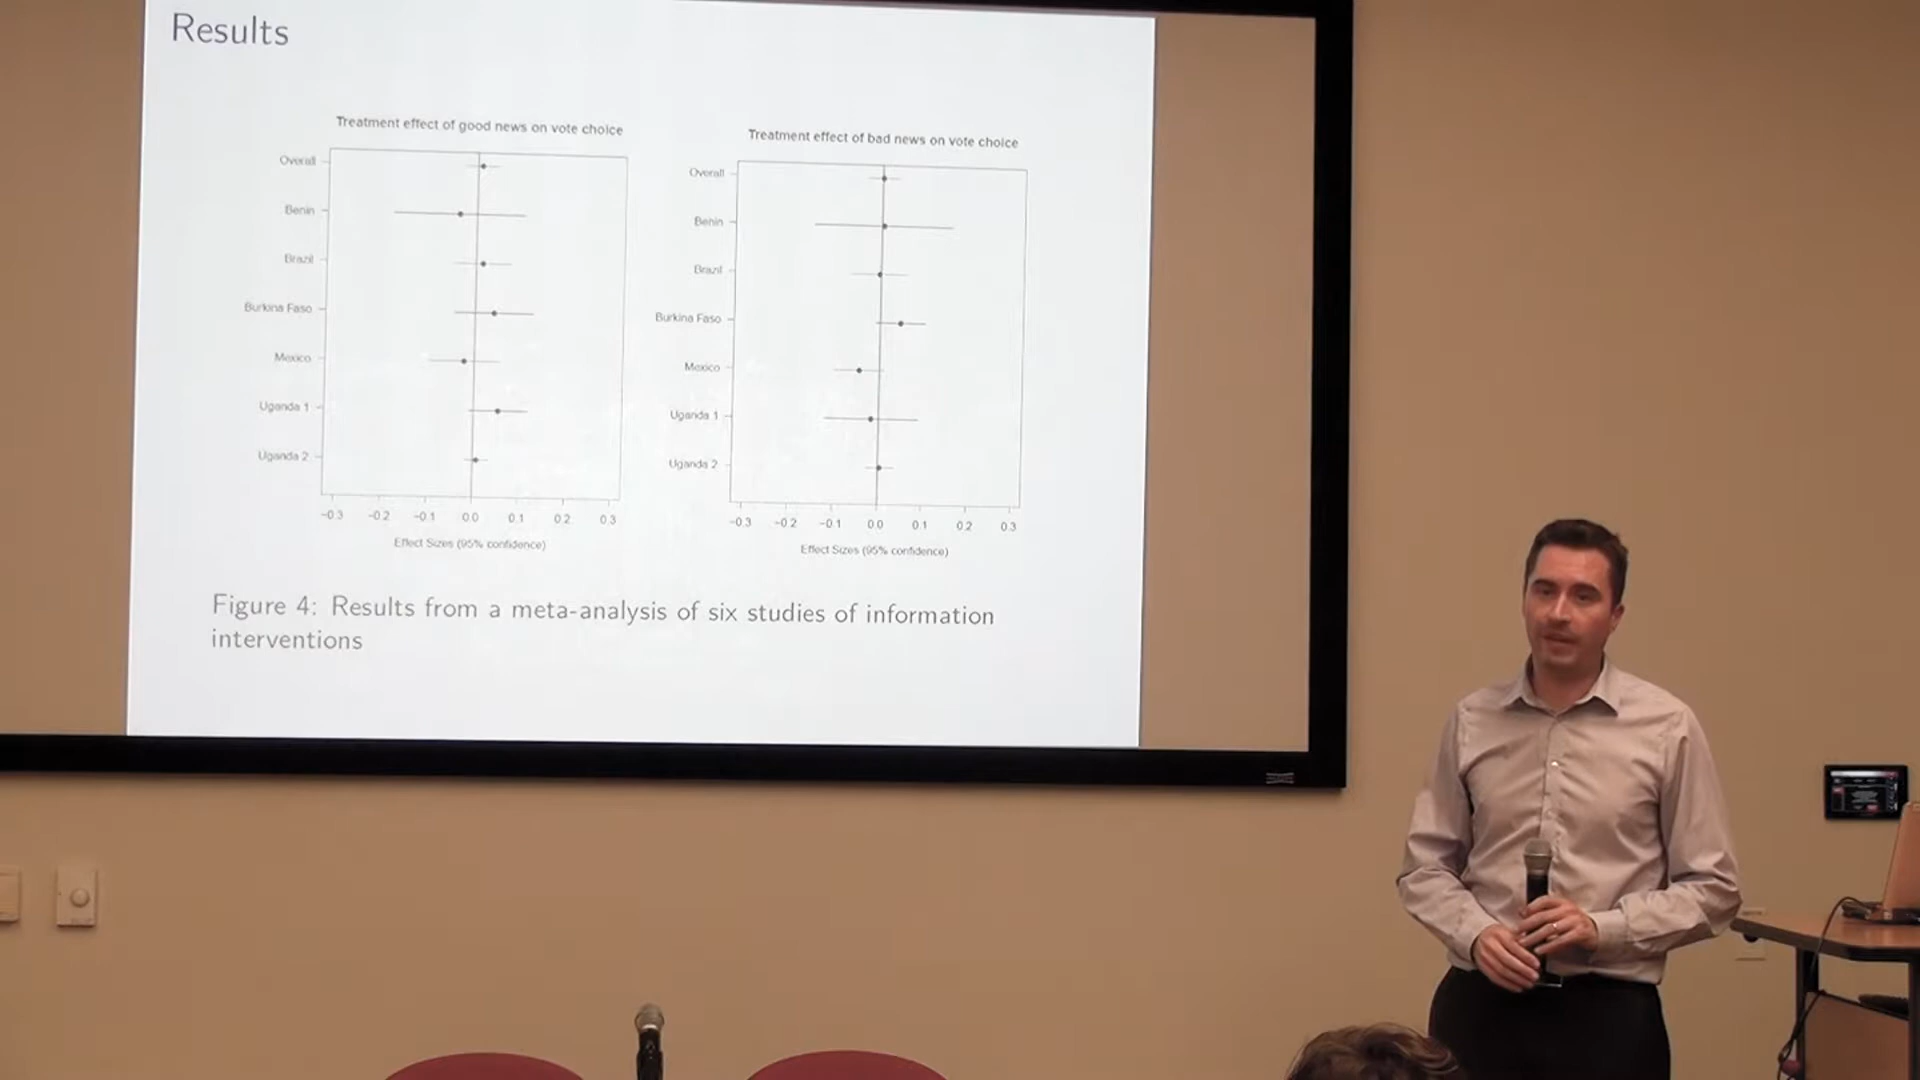 Results
Treatment effect of good news on vote choice
Overall
Benin
Brazil
Burkina Faso
Mexico
Uganda 1
Uganda 2
−0.3 −0.2 −0.1 0.0 0.1 0.2 0.3
Effect Sizes (95% confidence)
Treatment effect of bad news on vote choice
Overall
Benin
Brazil
Burkina Faso
Mexico
Uganda 1
Uganda 2
−0.3 −0.2 −0.1 0.0 0.1 0.2 0.3
Effect Sizes (95% confidence)
Figure 4: Results from a meta-analysis of six studies of information
interventions